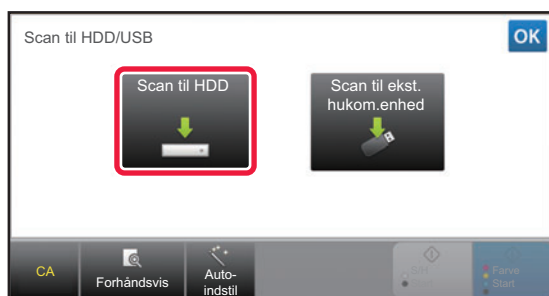 Scan til HDD/USB
OK
Scan til HDD
Scan til ekst.
hukom.enhed
CA
Forhåndsvis
Auto-
indstil
Farve
Start